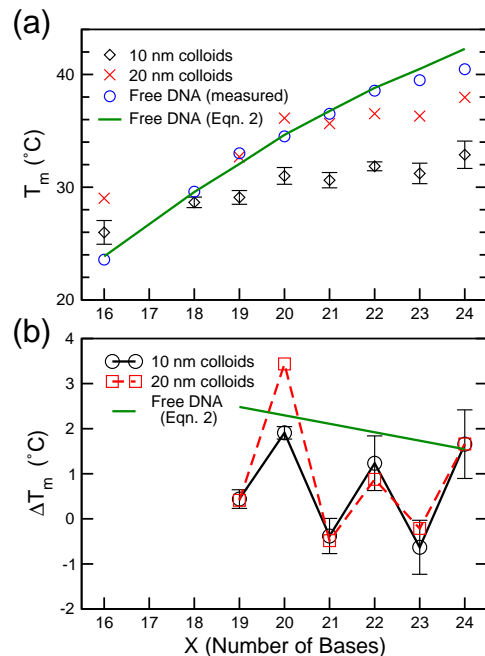 (a)
10 nm colloids
20 nm colloids
Free DNA (measured)
Free DNA (Eqn. 2)
T_m (°C)
40
30
20
16 17 18 19 20 21 22 23 24
(b)
10 nm colloids
20 nm colloids
Free DNA
(Eqn. 2)
ΔT_m (°C)
4
3
2
1
0
-1
-2
16 17 18 19 20 21 22 23 24
X (Number of Bases)